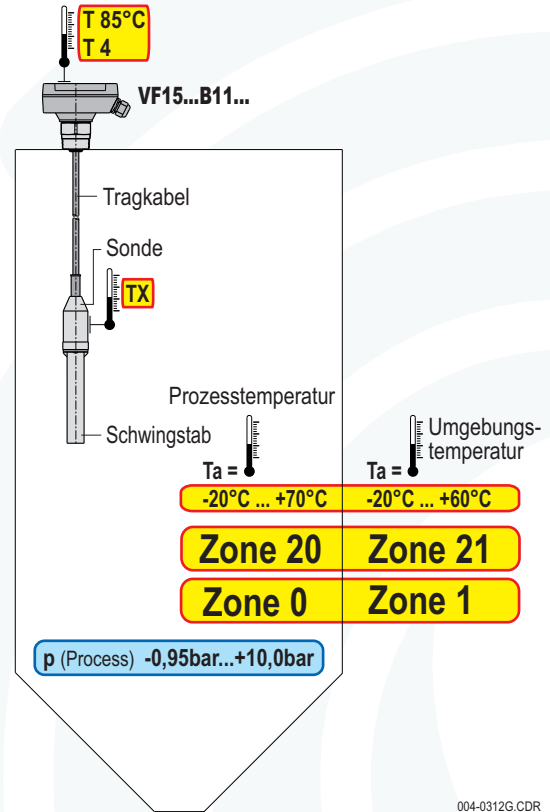 T 85°C
T 4
VF15...B11...
Tragkabel
Sonde
TX
Schwingstab
Prozesstemperatur
Umgebungs-
temperatur
Ta =
Ta =
-20°C ... +70°C
-20°C ... +60°C
Zone 20
Zone 21
Zone 0
Zone 1
p (Process) -0,95bar...+10,0bar
004-0312G.CDR